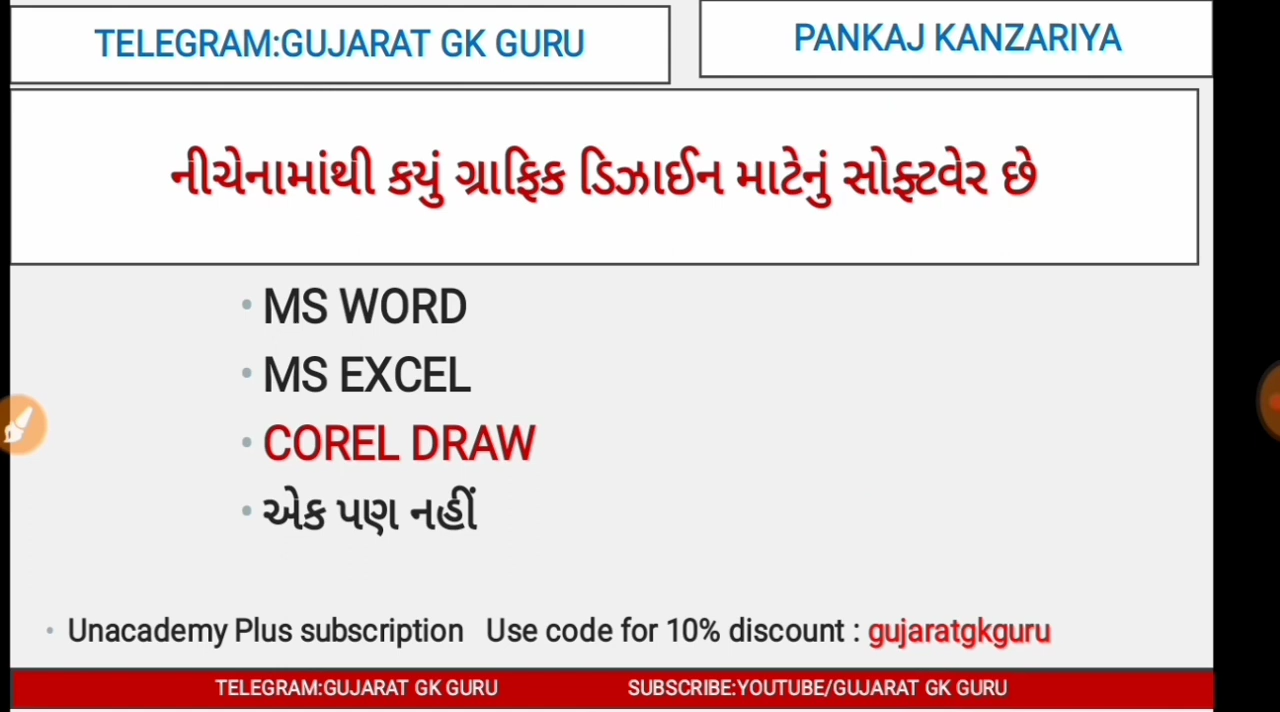 TELEGRAM:GUJARAT GK GURU
PANKAJ KANZARIYA
નીચેનામાંથી કયું ગ્રાફિક ડિઝાઈન માટેનું સોફ્ટવેર છે
• MS WORD
• MS EXCEL
• COREL DRAW
• એક પણ નહીં
• Unacademy Plus subscription Use code for 10% discount : gujaratgkguru
TELEGRAM:GUJARAT GK GURU SUBSCRIBE:YOUTUBE/GUJARAT GK GURU